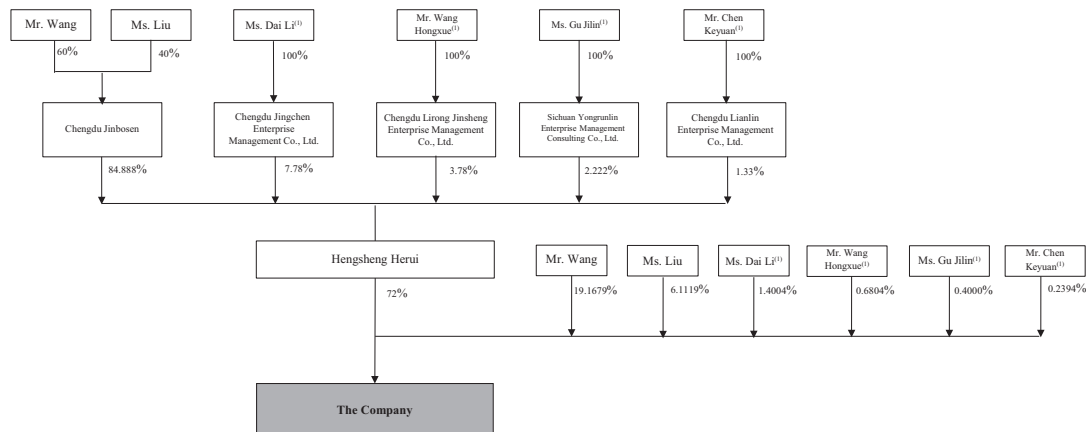 Mr. Wang
Ms. Liu
Ms. Dai Li(1)
Mr. Wang
Hongxue(1)
Ms. Gu Jilin(1)
Mr. Chen
Keyuan(1)
60%
40%
100%
100%
100%
100%
Chengdu Jinbosen
Chengdu Jingchen
Enterprise
Management Co., Ltd.
Chengdu Lirong Jinsheng
Enterprise Management
Co., Ltd.
Sichuan Yongrunlin
Enterprise Management
Consulting Co., Ltd.
Chengdu Lianlin
Enterprise Management
Co., Ltd.
84.888%
7.78%
3.78%
2.222%
1.33%
Hengsheng Herui
Mr. Wang
Ms. Liu
Ms. Dai Li(1)
Mr. Wang
Hongxue(1)
Ms. Gu Jilin(1)
Mr. Chen
Keyuan(1)
72%
19.1679%
6.1119%
1.4004%
0.6804%
0.4000%
0.2394%
The Company